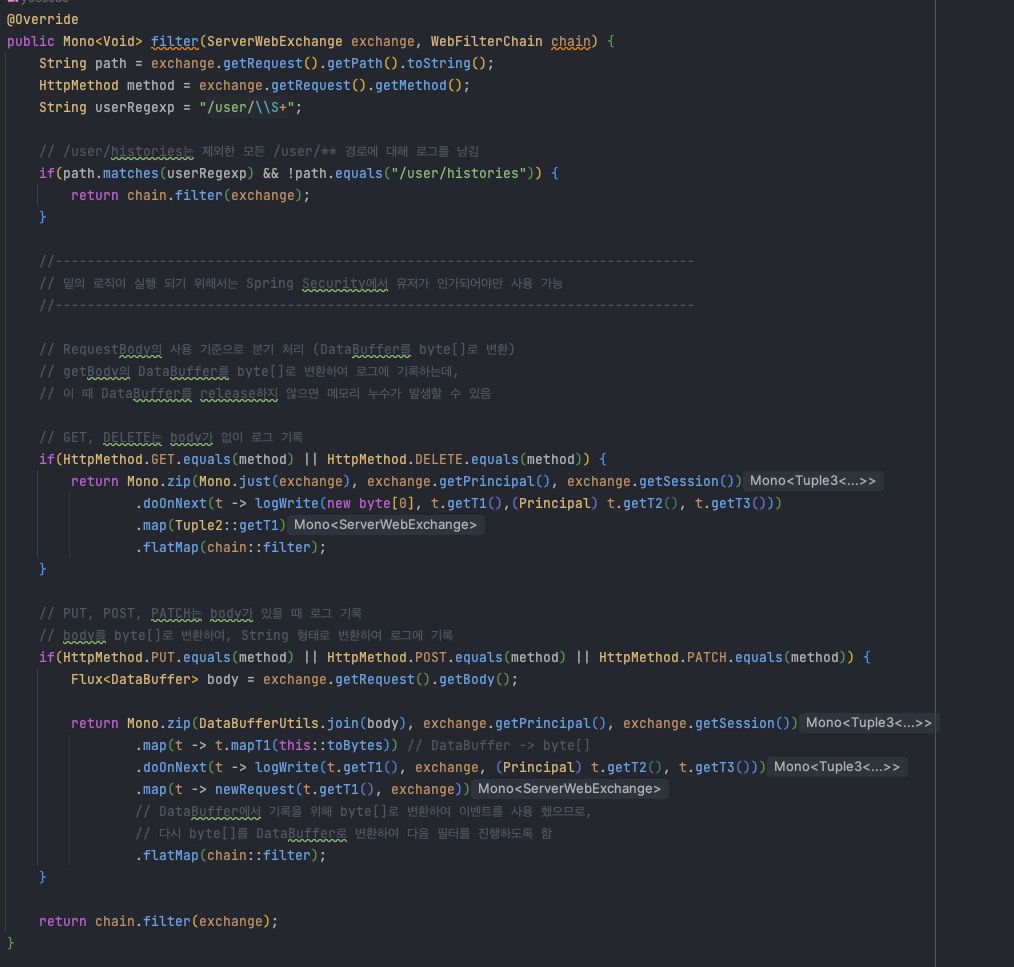 @Override
public Mono<Void> filter(ServerWebExchange exchange, WebFilterChain chain) {
    String path = exchange.getRequest().getPath().toString();
    HttpMethod method = exchange.getRequest().getMethod();
    String userRegexp = "/user/\\S+";

    // /user/histories는 제외한 모든 /user/** 경로에 대해 로그를 남김
    if(path.matches(userRegexp) && !path.equals("/user/histories")) {
        return chain.filter(exchange);
    }

    //--------------------------------------------------------------------------------
    // 밑의 로직이 실행 되기 위해서는 Spring Security에서 유저가 인가되어야만 사용 가능
    //--------------------------------------------------------------------------------

    // RequestBody의 사용 기준으로 분기 처리 (DataBuffer를 byte[]로 변환)
    // getBody의 DataBuffer를 byte[]로 변환하여 로그에 기록하는데,
    // 이 때 DataBuffer를 release하지 않으면 메모리 누수가 발생할 수 있음

    // GET, DELETE는 body가 없이 로그 기록
    if(HttpMethod.GET.equals(method) || HttpMethod.DELETE.equals(method)) {
        return Mono.zip(Mono.just(exchange), exchange.getPrincipal(), exchange.getSession()) Mono<Tuple3<...>>
                .doOnNext(t -> logWrite(new byte[0], t.getT1(),(Principal) t.getT2(), t.getT3()))
                .map(Tuple2::getT1) Mono<ServerWebExchange>
                .flatMap(chain::filter);
    }

    // PUT, POST, PATCH는 body가 있을 때 로그 기록
    // body를 byte[]로 변환하여, String 형태로 변환하여 로그에 기록
    if(HttpMethod.PUT.equals(method) || HttpMethod.POST.equals(method) || HttpMethod.PATCH.equals(method)) {
        Flux<DataBuffer> body = exchange.getRequest().getBody();

        return Mono.zip(DataBufferUtils.join(body), exchange.getPrincipal(), exchange.getSession()) Mono<Tuple3<...>>
                .map(t -> t.mapT1(this::toBytes)) // DataBuffer -> byte[]
                .doOnNext(t -> logWrite(t.getT1(), exchange, (Principal) t.getT2(), t.getT3())) Mono<Tuple3<...>>
                .map(t -> newRequest(t.getT1(), exchange)) Mono<ServerWebExchange>
                // DataBuffer에서 기록을 위해 byte[]로 변환하여 이벤트를 사용 했으므로,
                // 다시 byte[]를 DataBuffer로 변환하여 다음 필터를 진행하도록 함
                .flatMap(chain::filter);
    }

    return chain.filter(exchange);
}